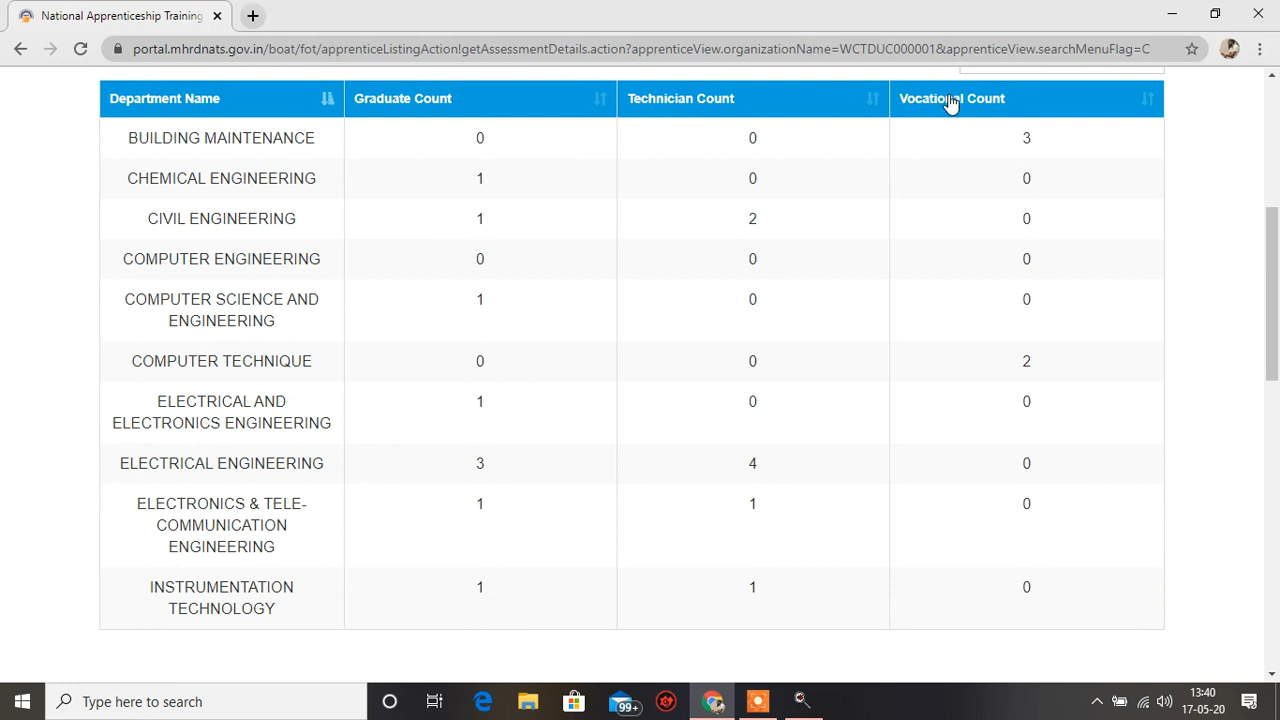 National Apprenticeship Training
portal.mhrdnats.gov.in/boat/fot/apprenticeListingAction!getAssessmentDetails.action?apprenticeView.organizationName=WCTDUC000001&apprenticeView.searchMenuFlag=C
Department Name Graduate Count Technician Count Vocational Count
BUILDING MAINTENANCE 0 0 3
CHEMICAL ENGINEERING 1 0 0
CIVIL ENGINEERING 1 2 0
COMPUTER ENGINEERING 0 0 0
COMPUTER SCIENCE AND 1 0 0
ENGINEERING
COMPUTER TECHNIQUE 0 0 2
ELECTRICAL AND 1 0 0
ELECTRONICS ENGINEERING
ELECTRICAL ENGINEERING 3 4 0
ELECTRONICS & TELE- 1 1 0
COMMUNICATION
ENGINEERING
INSTRUMENTATION 1 1 0
TECHNOLOGY
Type here to search 99+ 13:40
17-05-20